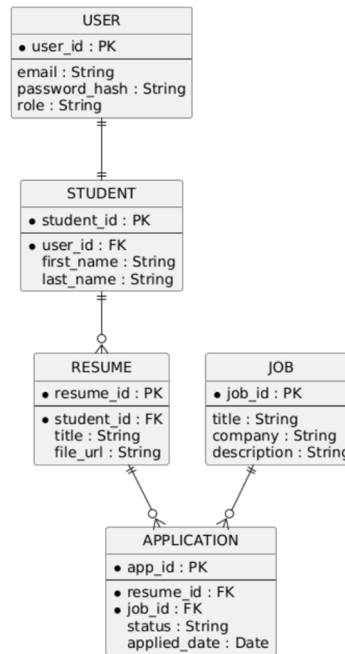 USER
user_id : PK
email : String
password_hash : String
role : String
STUDENT
student_id : PK
user_id : FK
first_name : String
last_name : String
RESUME
resume_id : PK
student_id : FK
title : String
file_url : String
JOB
job_id : PK
title : String
company : String
description : String
APPLICATION
app_id : PK
resume_id : FK
job_id : FK
status : String
applied_date : Date